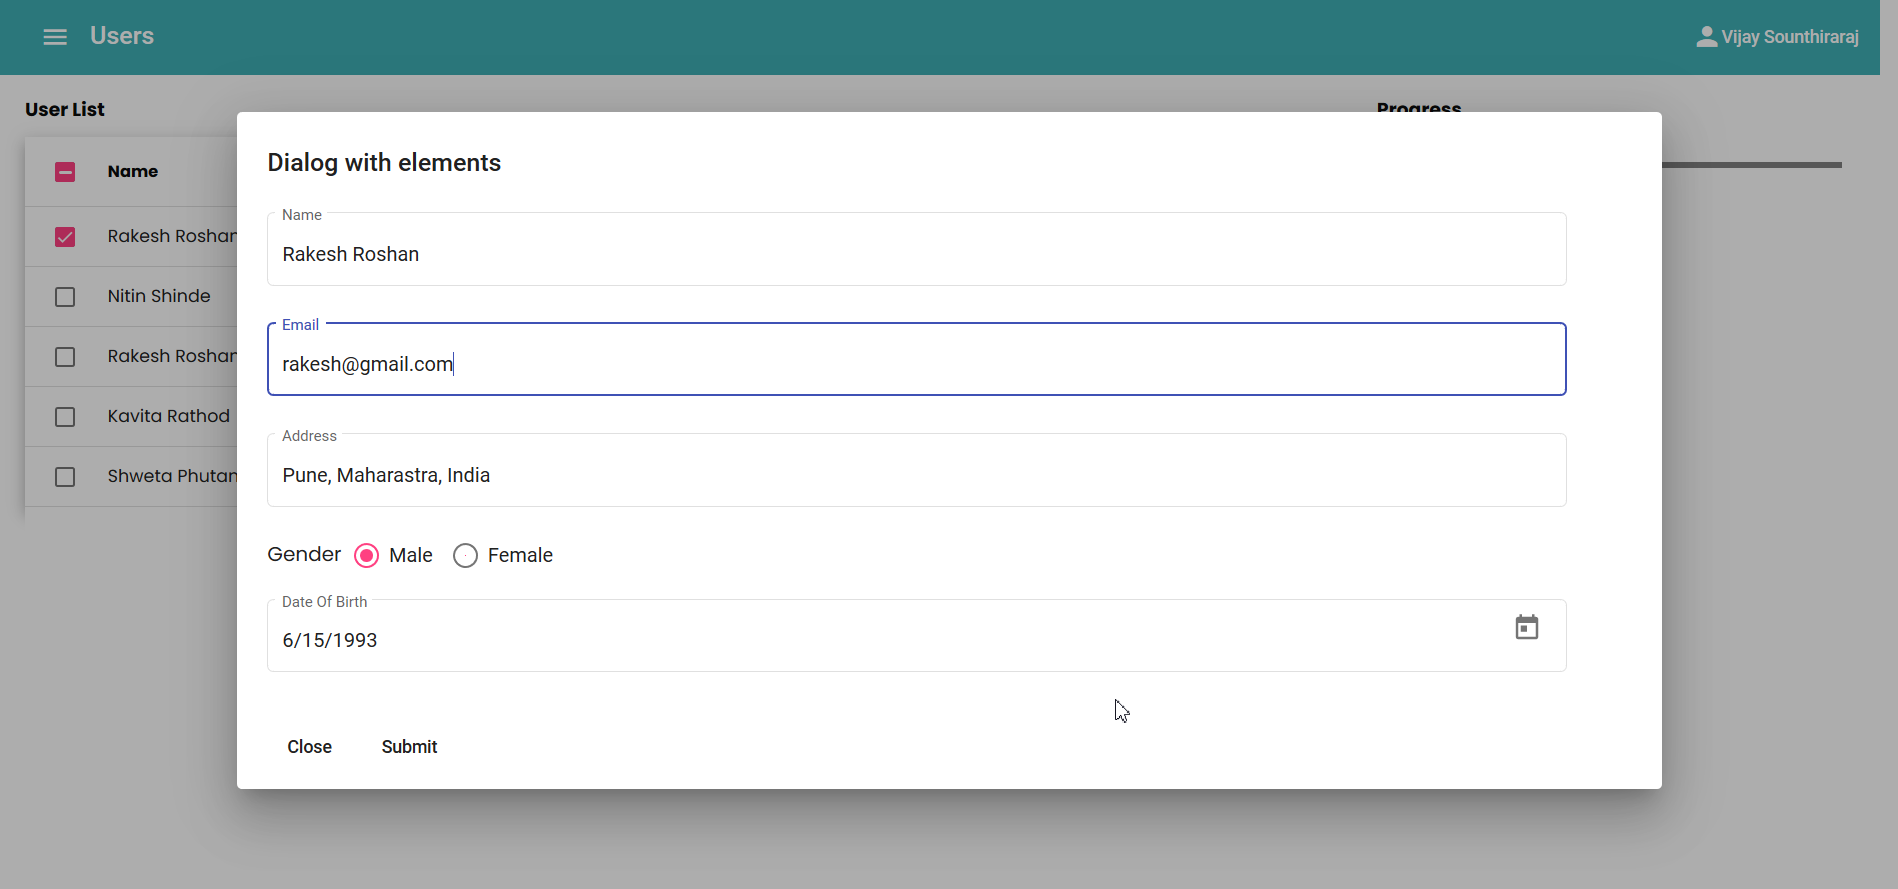 Users
Vijay Sounthiraraj
User List
Progress
Name
Rakesh Roshan
Nitin Shinde
Rakesh Roshan
Kavita Rathod
Shweta Phutan
Dialog with elements
Name
Rakesh Roshan
Email
rakesh@gmail.com
Address
Pune, Maharastra, India
Gender Male Female
Date Of Birth
6/15/1993
Close Submit